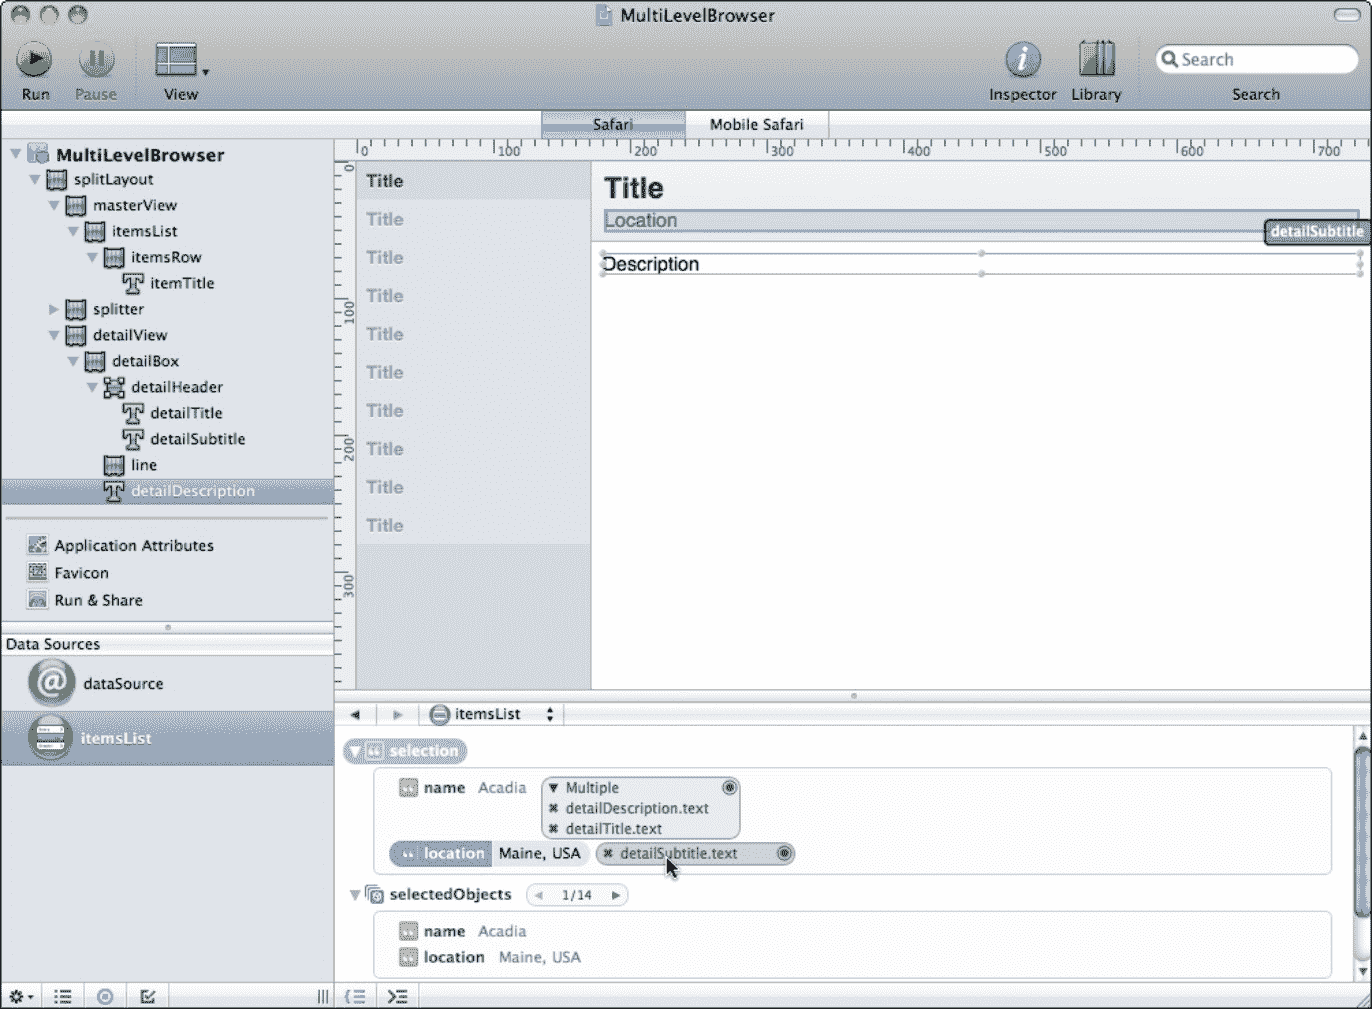 MultiLevelBrowser
Run
Pause
View
Inspector
Library
Search
Search
Safari
Mobile Safari
MultiLevelBrowser
splitLayout
masterView
itemsList
itemsRow
itemTitle
splitter
detailView
detailBox
detailHeader
detailTitle
detailSubtitle
line
detailDescription
Application Attributes
Favicon
Run & Share
Data Sources
dataSource
itemsList
0 100 200 300 400 500 600 700
0
100
200
300
Title
Title
Title
Title
Title
Title
Title
Title
Title
Title
Title
Location
detailSubtitle
Description
itemsList
selection
name Acadia
Multiple
detailDescription.text
detailTitle.text
location Maine, USA detailSubtitle.text
selectedObjects 1/14
name Acadia
location Maine, USA